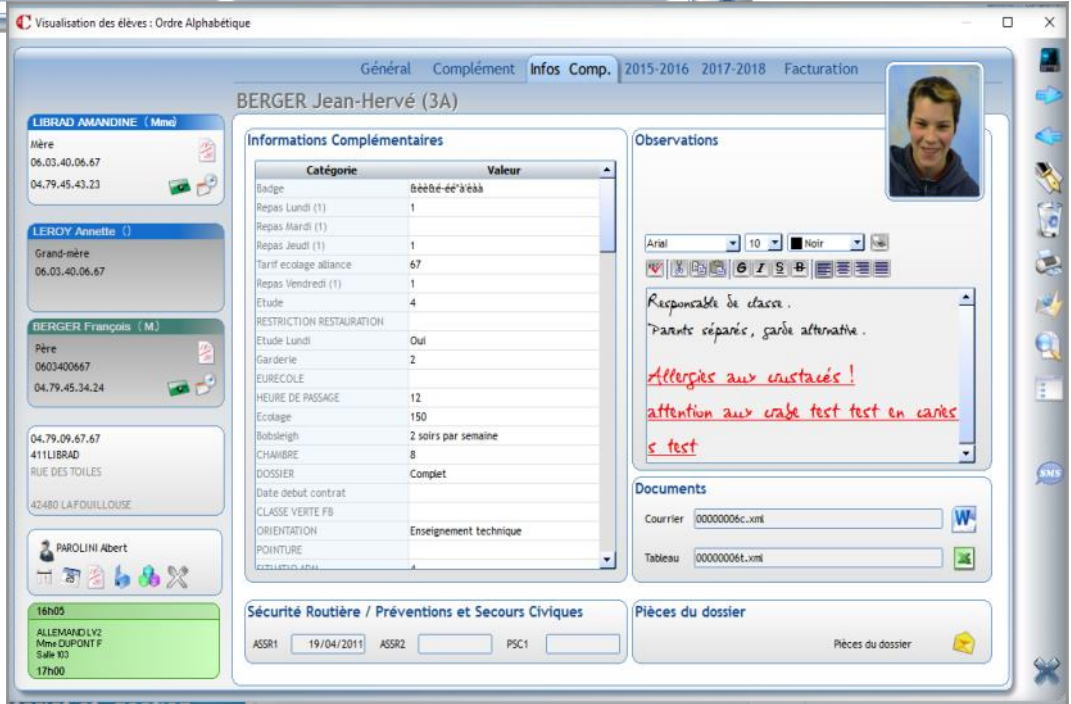 Visualisation des élèves : Ordre Alphabétique
Général Complément Infos Comp. 2015-2016 2017-2018 Facturation
BERGER Jean-Hervé (3A)
LIBRAD AMANDINE (Mme)
Mère
06.03.40.06.67
04.79.45.43.23
LEROY Annette ()
Grand-mère
06.03.40.06.67
BERGER François (M.)
Père
0603400667
04.79.45.34.24
04.79.09.67.67
411LIBRAD
RUE DES TOILES
42480 LAFOUILLOUSE
PAROLINI Albert
16h05
ALLEMAND LV2
Mme DUPONT F
Salle 103
17h00
Informations Complémentaires
Catégorie Valeur
Badge &èè&é-éé"à'èàà
Repas Lundi (1) 1
Repas Mardi (1)
Repas Jeudi (1) 1
Tarif ecolage alliance 67
Repas Vendredi (1) 1
Etude 4
RESTRICTION RESTAURATION
Etude Lundi Oui
Garderie 2
EURECOLE
HEURE DE PASSAGE 12
Ecolage 150
Bobsleigh 2 soirs par semaine
CHAMBRE 8
DOSSIER Complet
Date debut contrat
CLASSE VERTE FB
ORIENTATION Enseignement technique
POINTURE
Sécurité Routière / Préventions et Secours Civiques
ASSR1 19/04/2011 ASSR2 PSC1
Observations
Arial 10 Noir
G I S B
Responsable de classe.
Parents séparés, garde alternative.
Allergies aux crustacés !
attention aux crabe test test en caries
s test
Documents
Courrier 00000006c.xml W
Tableau 00000006t.xml
Pièces du dossier
Pièces du dossier
SMS